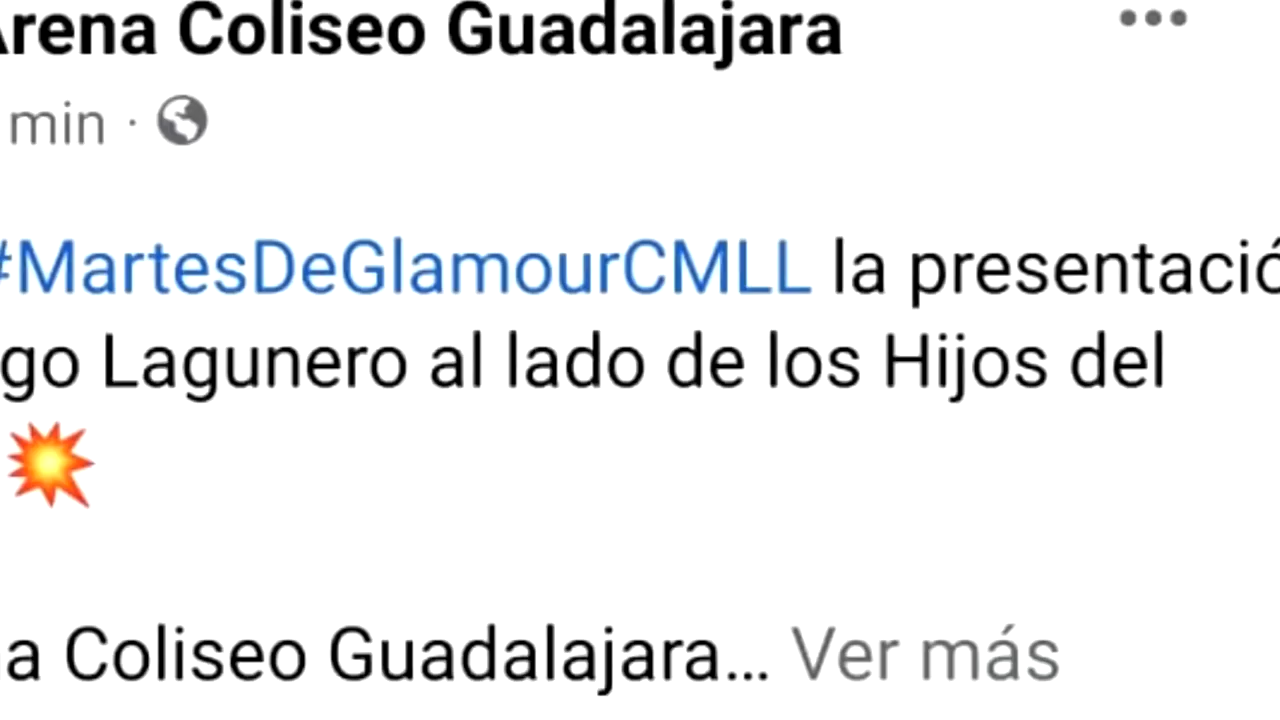 Arena Coliseo Guadalajara
min ·
#MartesDeGlamourCMLL la presentació
go Lagunero al lado de los Hijos del
a Coliseo Guadalajara... Ver más